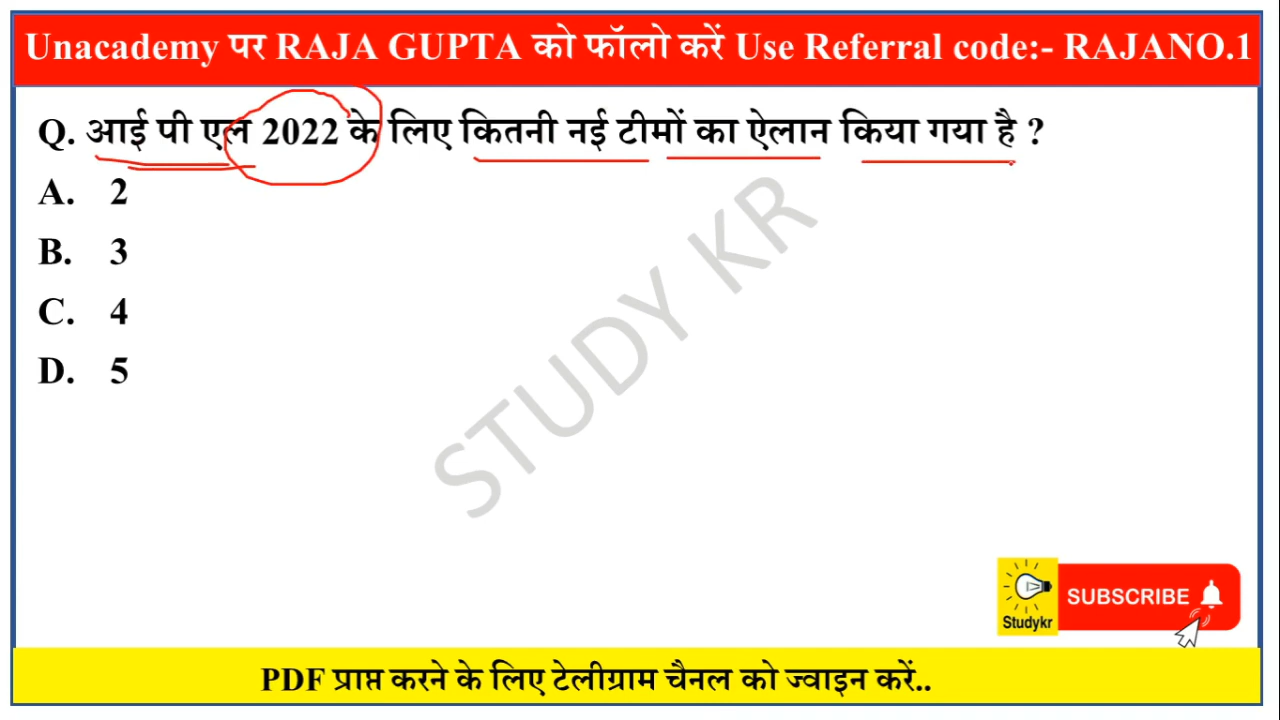 Unacademy पर RAJA GUPTA को फॉलो करें Use Referral code:- RAJANO.1
Q. आई पी एल 2022 के लिए कितनी नई टीमों का ऐलान किया गया है ?
A. 2
B. 3
C. 4
D. 5
STUDY KR
Studykr
SUBSCRIBE
PDF प्राप्त करने के लिए टेलीग्राम चैनल को ज्वाइन करें..